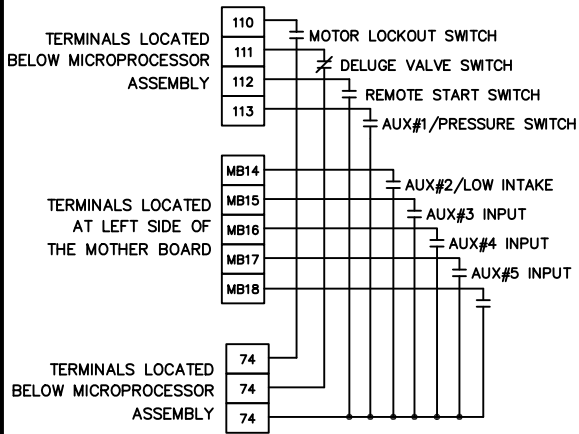 110
MOTOR LOCKOUT SWITCH
TERMINALS LOCATED
BELOW MICROPROCESSOR
ASSEMBLY
111
DELUGE VALVE SWITCH
112
REMOTE START SWITCH
113
AUX#1/PRESSURE SWITCH
MB14
AUX#2/LOW INTAKE
TERMINALS LOCATED
AT LEFT SIDE OF
THE MOTHER BOARD
MB15
AUX#3 INPUT
MB16
AUX#4 INPUT
MB17
AUX#5 INPUT
MB18
TERMINALS LOCATED
BELOW MICROPROCESSOR
ASSEMBLY
74
74
74